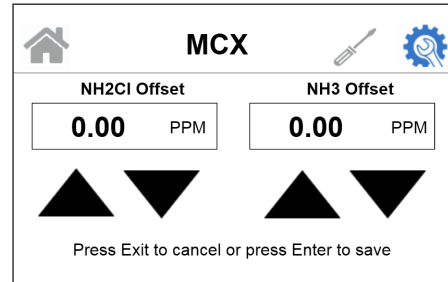 MCX
NH2Cl Offset NH3 Offset
0.00 PPM 0.00 PPM
Press Exit to cancel or press Enter to save